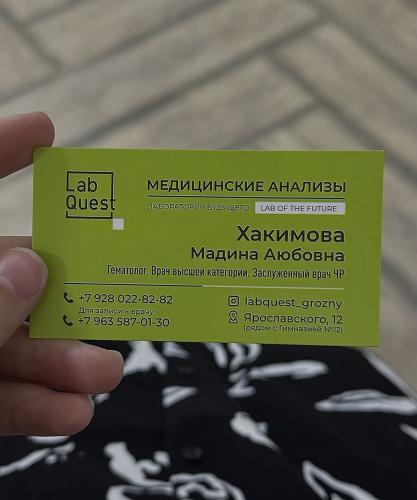 Lab
Quest
МЕДИЦИНСКИЕ АНАЛИЗЫ
ЛАБОРАТОРИЯ БУДУЩЕГО LAB OF THE FUTURE
Хакимова
Мадина Аюбовна
Гематолог. Врач высшей категории. Заслуженный врач ЧР
+7 928 022-82-82
Для записи к врачу:
+7 963 587-01-30
labquest_grozny
Ярославского, 12
(рядом с Гимназией №12)